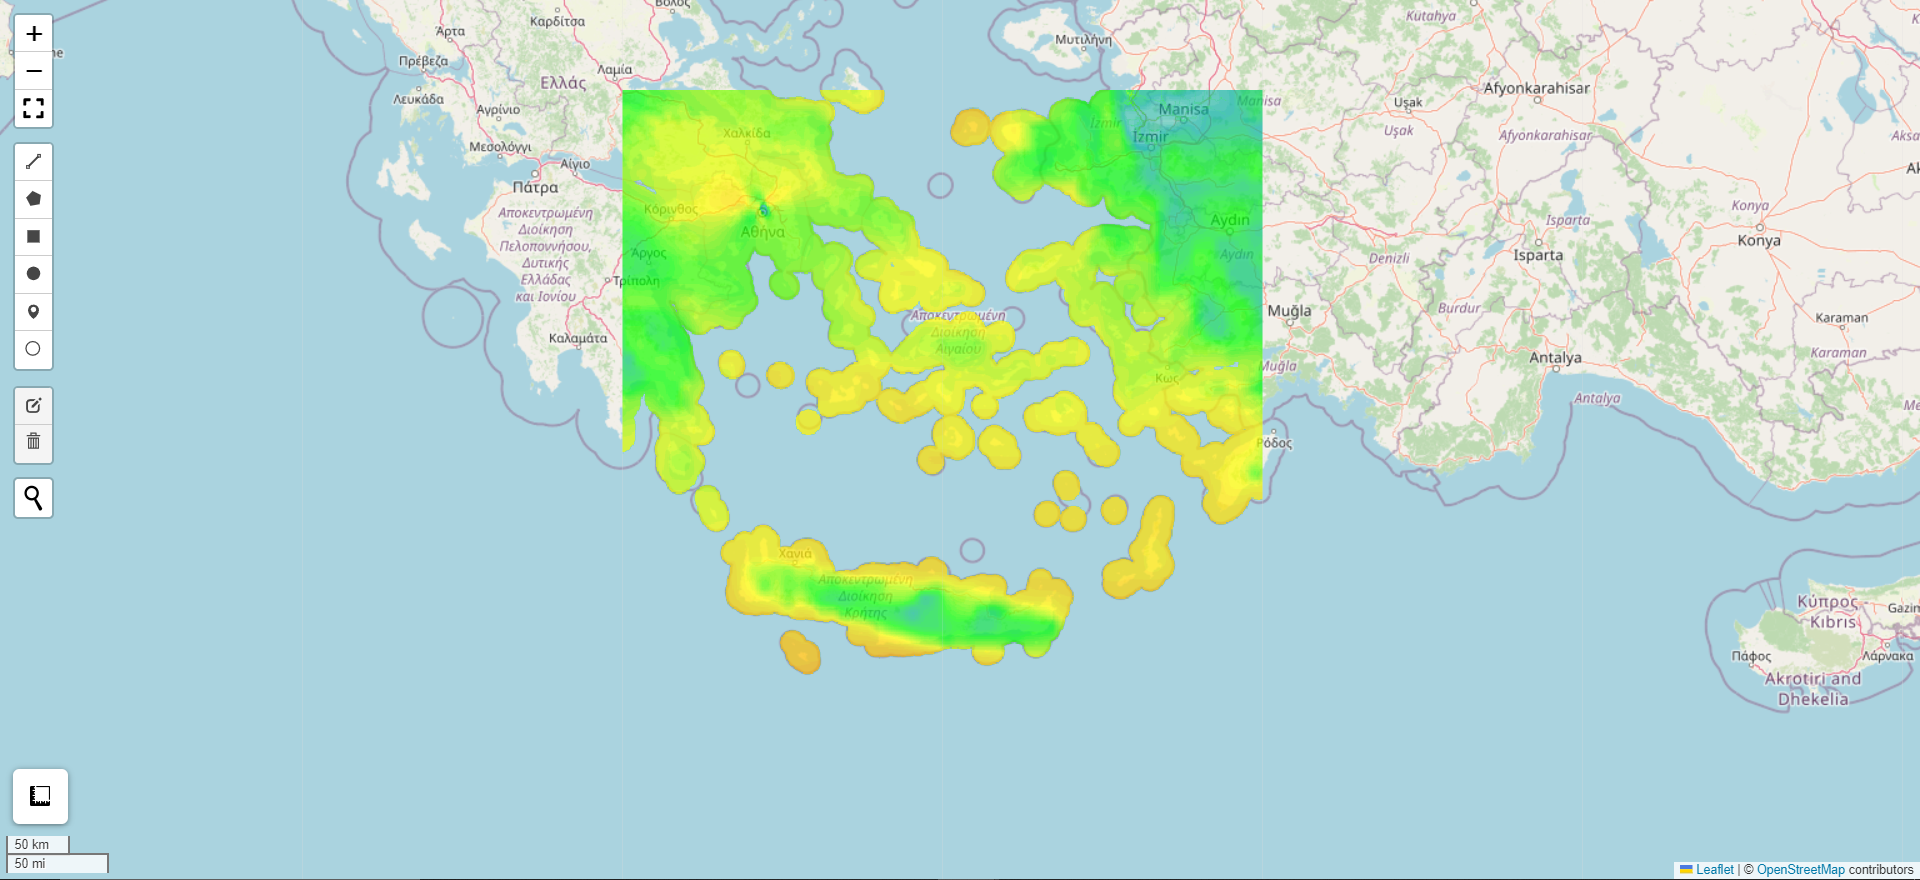 Καρδίτσα
Βόλος
Άρτα
Μυτιλήνη
Kütahya
ne
Πρέβεζα
Λαμία
Ελλάς
Λευκάδα
Αγρίνιο
Uşak
Afyonkarahisar
Manisa
Manisa
İzmir
İzmir
Uşak
Afyonkarahisar
Aksa
Χαλκίδα
Μεσολόγγι
Αίγιο
Πάτρα
Ak
Κόρινθος
Αθήνα
Αποκεντρωμένη
Διοίκηση
Πελοποννήσου,
Δυτικής
Ελλάδας
και Ιονίου
Άργος
Τρίπολη
Καλαμάτα
Aydın
Aydın
Denizli
Isparta
Isparta
Konya
Konya
Burdur
Muğla
Muğla
Antalya
Antalya
Karaman
Karaman
Me
Αποκεντρωμένη
Διοίκηση
Αιγαίου
Κως
Ρόδος
Χανιά
Αποκεντρωμένη
Διοίκηση
Κρήτης
Κύπρος
Kıbrıs
Gazim
Πάφος
Λάρνακα
Akrotiri and
Dhekelia
50 km
50 mi
Leaflet | © OpenStreetMap contributors